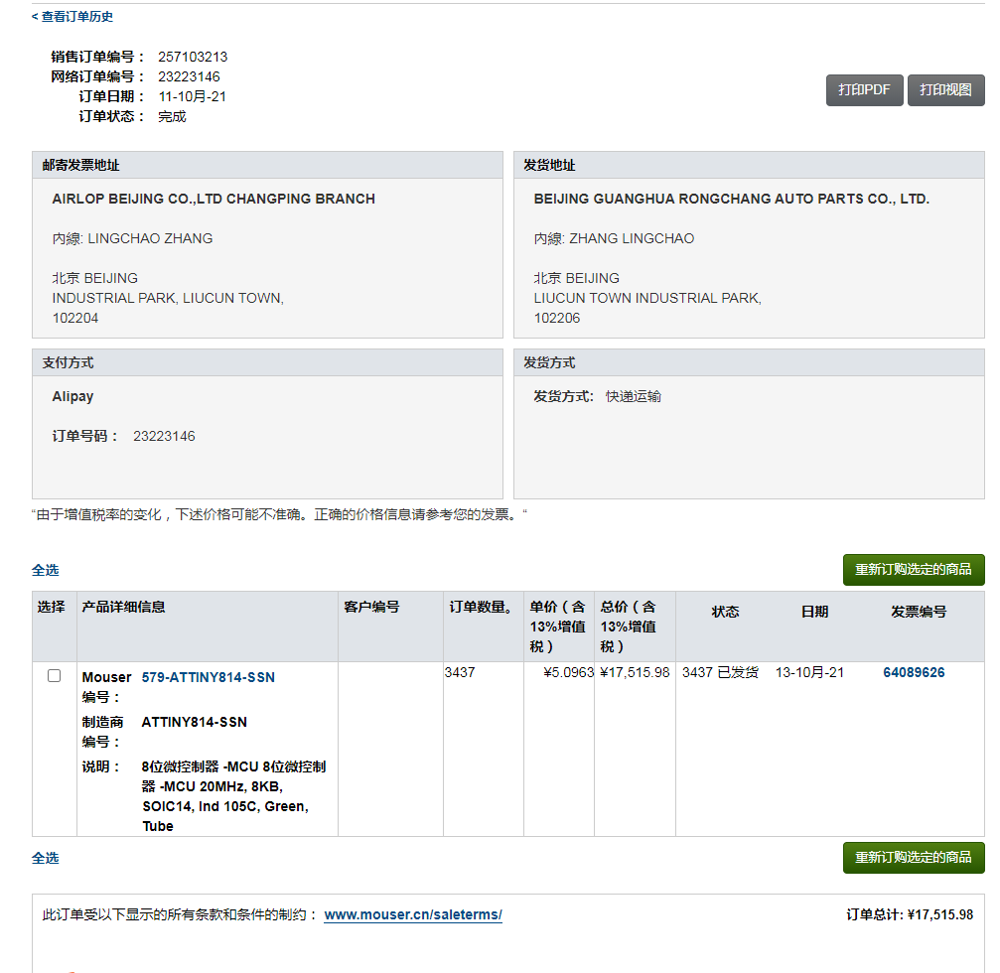 < 查看订单历史
销售订单编号： 257103213
网络订单编号： 23223146
订单日期： 11-10月-21
订单状态： 完成
打印PDF 打印视图
邮寄发票地址
AIRLOP BEIJING CO.,LTD CHANGPING BRANCH
内線: LINGCHAO ZHANG
北京 BEIJING
INDUSTRIAL PARK, LIUCUN TOWN,
102204
发货地址
BEIJING GUANGHUA RONGCHANG AUTO PARTS CO., LTD.
内線: ZHANG LINGCHAO
北京 BEIJING
LIUCUN TOWN INDUSTRIAL PARK,
102206
支付方式
Alipay
订单号码： 23223146
发货方式
发货方式: 快递运输
“由于增值税率的变化，下述价格可能不准确。正确的价格信息请参考您的发票。“
全选
重新订购选定的商品
选择 产品详细信息 客户编号 订单数量。 单价（含 总价（含 状态 日期 发票编号
13%增值 13%增值
税） 税）
Mouser 579-ATTINY814-SSN 3437 ¥5.0963 ¥17,515.98 3437 已发货 13-10月-21 64089626
编号：
制造商 ATTINY814-SSN
编号：
说明： 8位微控制器 -MCU 8位微控制
器 -MCU 20MHz, 8KB,
SOIC14, Ind 105C, Green,
Tube
全选
重新订购选定的商品
此订单受以下显示的所有条款和条件的制约： www.mouser.cn/saleterms/
订单总计: ¥17,515.98